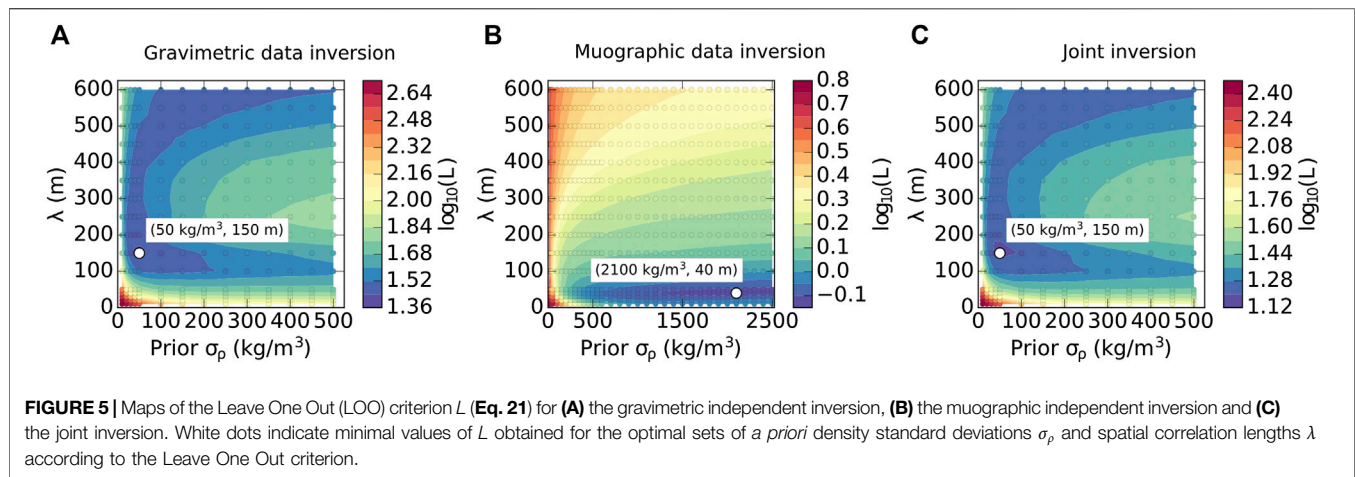 A
Gravimetric data inversion
600
500
400
300
200
100
0
λ (m)
(50 kg/m³, 150 m)
0 100 200 300 400 500
Prior σρ (kg/m³)
2.64
2.48
2.32
2.16
2.00
1.84
1.68
1.52
1.36
log₁₀(L)
B
Muographic data inversion
600
500
400
300
200
100
0
λ (m)
(2100 kg/m³, 40 m)
0 500 1500 2500
Prior σρ (kg/m³)
0.8
0.7
0.6
0.5
0.4
0.3
0.2
0.1
0.0
−0.1
log₁₀(L)
C
Joint inversion
600
500
400
300
200
100
0
λ (m)
(50 kg/m³, 150 m)
0 100 200 300 400 500
Prior σρ (kg/m³)
2.40
2.24
2.08
1.92
1.76
1.60
1.44
1.28
1.12
log₁₀(L)
FIGURE 5 | Maps of the Leave One Out (LOO) criterion L (Eq. 21) for (A) the gravimetric independent inversion, (B) the muographic independent inversion and (C)
the joint inversion. White dots indicate minimal values of L obtained for the optimal sets of a priori density standard deviations σρ and spatial correlation lengths λ
according to the Leave One Out criterion.